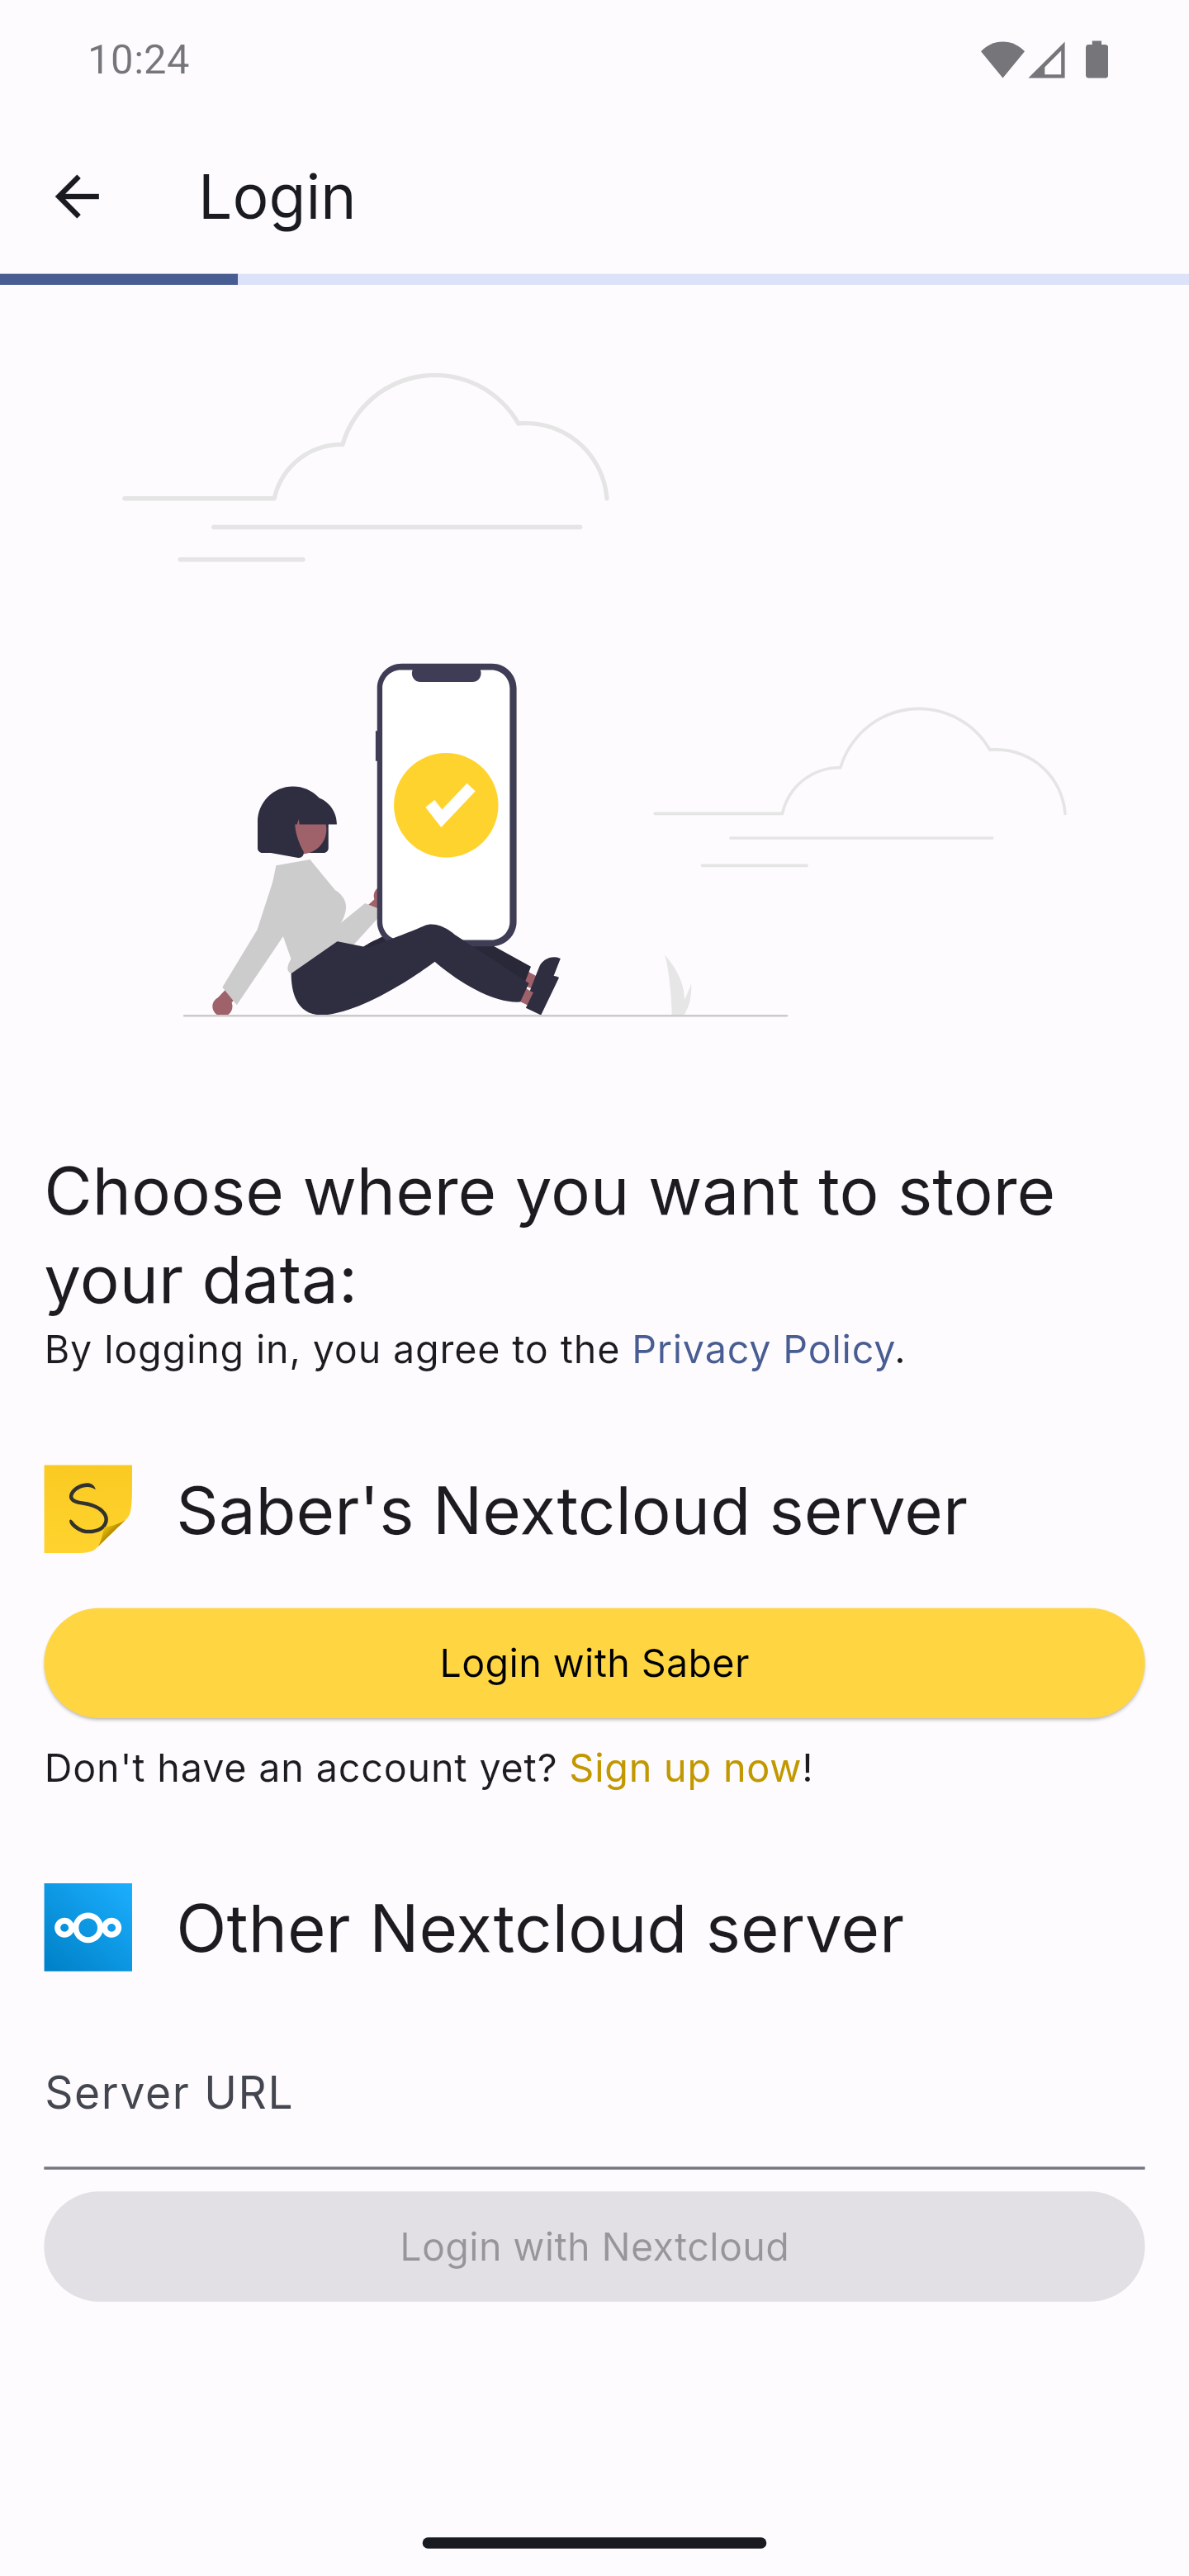 10:24
Login
Choose where you want to store
your data:
By logging in, you agree to the Privacy Policy.
S
Saber's Nextcloud server
Login with Saber
Don't have an account yet? Sign up now!
Other Nextcloud server
Server URL
Login with Nextcloud